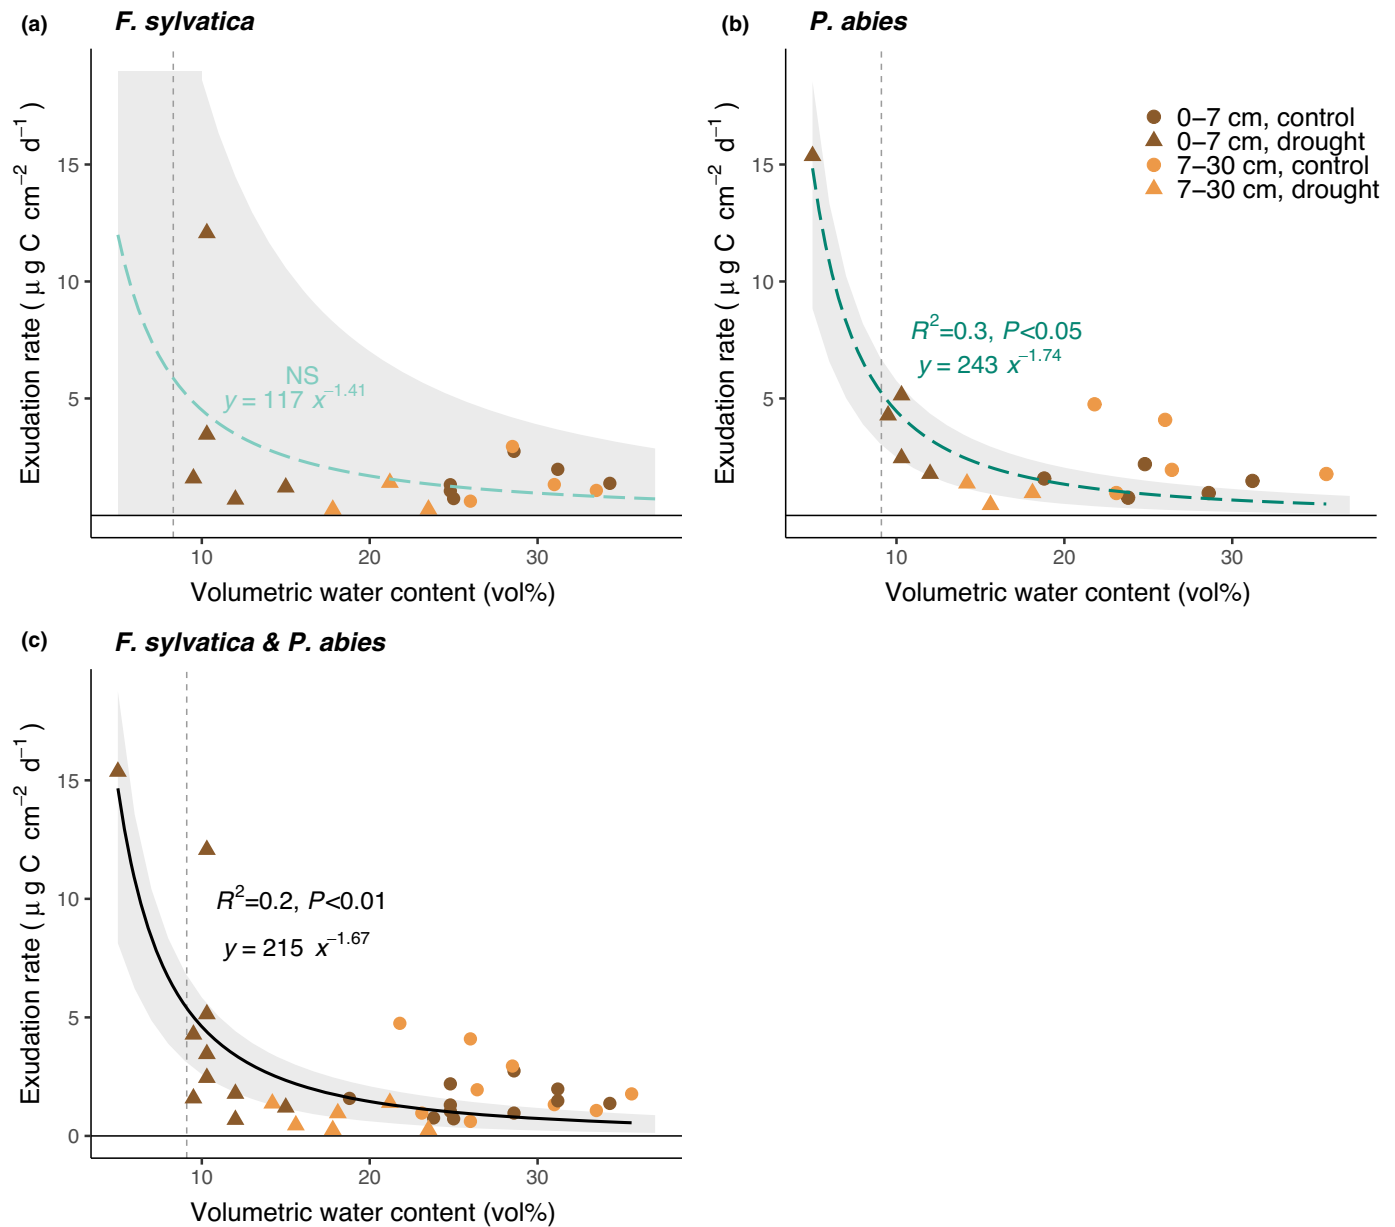 (a) F. sylvatica
Exudation rate ( μ g C cm⁻² d⁻¹ )
15
10
5
NS
y = 117 x^−1.41
10 20 30
Volumetric water content (vol%)
(b) P. abies
Exudation rate ( μ g C cm⁻² d⁻¹ )
15
10
5
0−7 cm, control
0−7 cm, drought
7−30 cm, control
7−30 cm, drought
R²=0.3, P<0.05
y = 243 x^−1.74
10 20 30
Volumetric water content (vol%)
(c) F. sylvatica & P. abies
Exudation rate ( μ g C cm⁻² d⁻¹ )
15
10
5
0
R²=0.2, P<0.01
y = 215 x^−1.67
10 20 30
Volumetric water content (vol%)